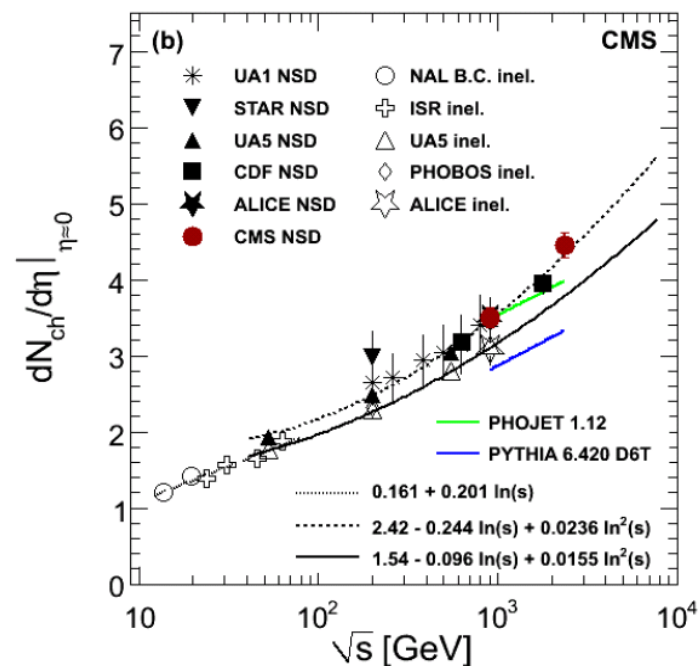 (b)
CMS
UA1 NSD
STAR NSD
UA5 NSD
CDF NSD
ALICE NSD
CMS NSD
NAL B.C. inel.
ISR inel.
UA5 inel.
PHOBOS inel.
ALICE inel.
PHOJET 1.12
PYTHIA 6.420 D6T
0.161 + 0.201 ln(s)
2.42 - 0.244 ln(s) + 0.0236 ln²(s)
1.54 - 0.096 ln(s) + 0.0155 ln²(s)
dN_ch/dη|_η≈0
7
6
5
4
3
2
1
0
10
10²
10³
10⁴
√s [GeV]